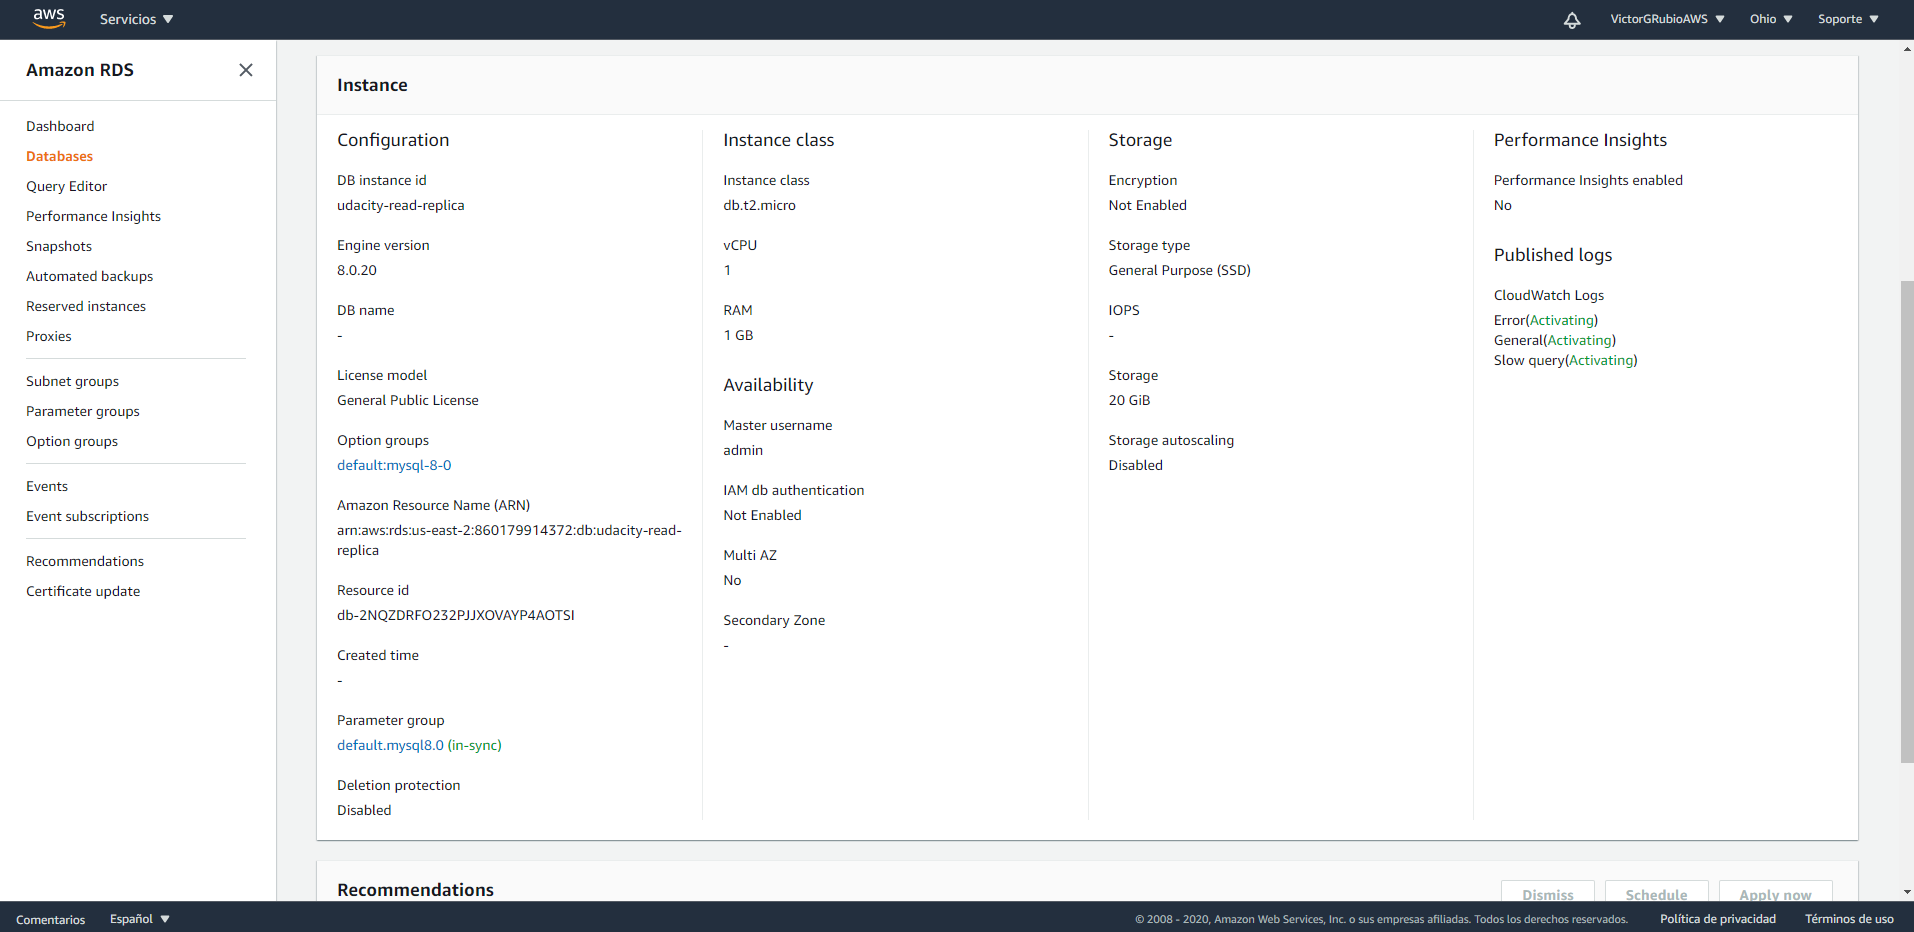 aws
Servicios
VictorGRubioAWS
Ohio
Soporte
Amazon RDS
Dashboard
Databases
Query Editor
Performance Insights
Snapshots
Automated backups
Reserved instances
Proxies
Subnet groups
Parameter groups
Option groups
Events
Event subscriptions
Recommendations
Certificate update
Instance
Configuration
DB instance id
udacity-read-replica
Engine version
8.0.20
DB name
-
License model
General Public License
Option groups
default:mysql-8-0
Amazon Resource Name (ARN)
arn:aws:rds:us-east-2:860179914372:db:udacity-read-
replica
Resource id
db-2NQZDRFO232PJJXOVAYP4AOTSI
Created time
-
Parameter group
default.mysql8.0 (in-sync)
Deletion protection
Disabled
Instance class
Instance class
db.t2.micro
vCPU
1
RAM
1 GB
Availability
Master username
admin
IAM db authentication
Not Enabled
Multi AZ
No
Secondary Zone
-
Storage
Encryption
Not Enabled
Storage type
General Purpose (SSD)
IOPS
-
Storage
20 GiB
Storage autoscaling
Disabled
Performance Insights
Performance Insights enabled
No
Published logs
CloudWatch Logs
Error(Activating)
General(Activating)
Slow query(Activating)
Recommendations
Dismiss
Schedule
Apply now
Comentarios
Español
© 2008 - 2020, Amazon Web Services, Inc. o sus empresas afiliadas. Todos los derechos reservados.
Política de privacidad
Términos de uso